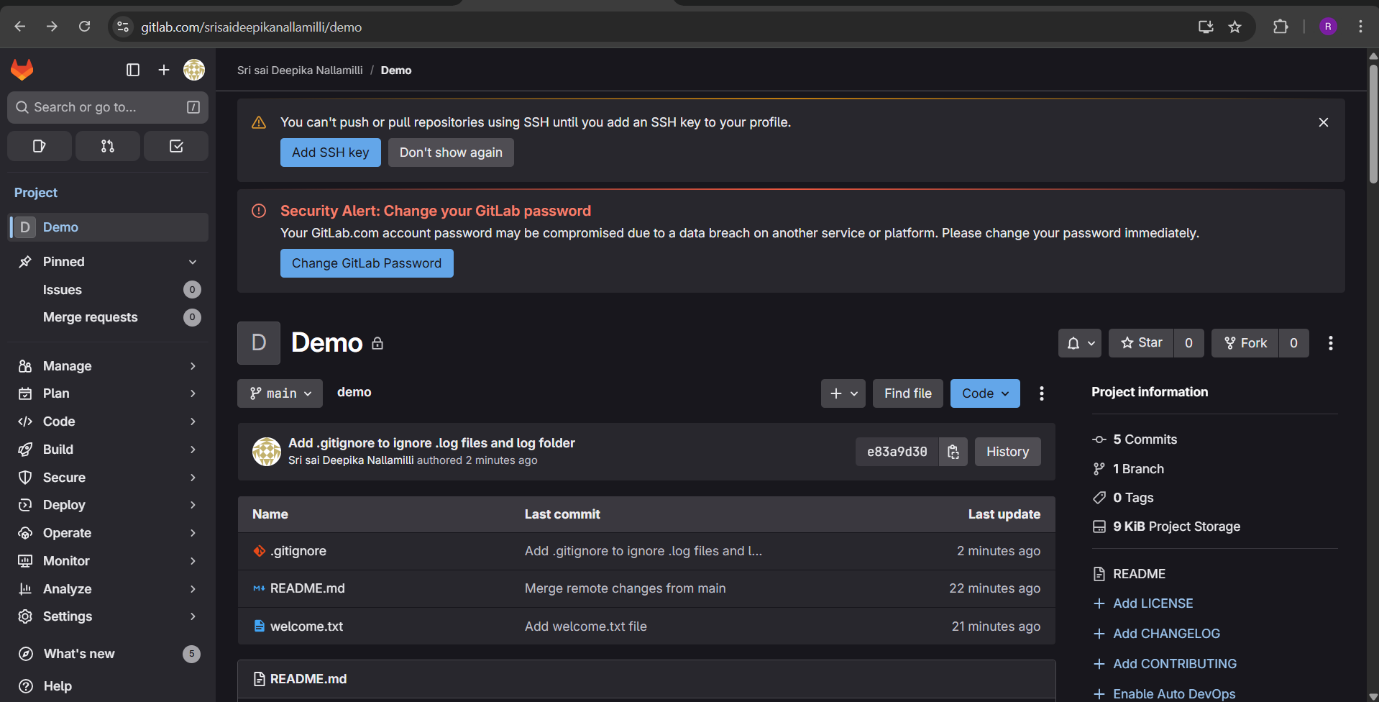 gitlab.com/srisaideepikanallamilli/demo
R
Sri sai Deepika Nallamilli / Demo
Search or go to... /
Project
D Demo
Pinned
Issues 0
Merge requests 0
Manage
Plan
Code
Build
Secure
Deploy
Operate
Monitor
Analyze
Settings
What's new 5
Help
You can't push or pull repositories using SSH until you add an SSH key to your profile.
Add SSH key Don't show again
Security Alert: Change your GitLab password
Your GitLab.com account password may be compromised due to a data breach on another service or platform. Please change your password immediately.
Change GitLab Password
D Demo
Star 0 Fork 0
main demo
Find file Code
Add .gitignore to ignore .log files and log folder
Sri sai Deepika Nallamilli authored 2 minutes ago
e83a9d30 History
Name Last commit Last update
.gitignore Add .gitignore to ignore .log files and l... 2 minutes ago
README.md Merge remote changes from main 22 minutes ago
welcome.txt Add welcome.txt file 21 minutes ago
README.md
Project information
5 Commits
1 Branch
0 Tags
9 KiB Project Storage
README
Add LICENSE
Add CHANGELOG
Add CONTRIBUTING
Enable Auto DevOps